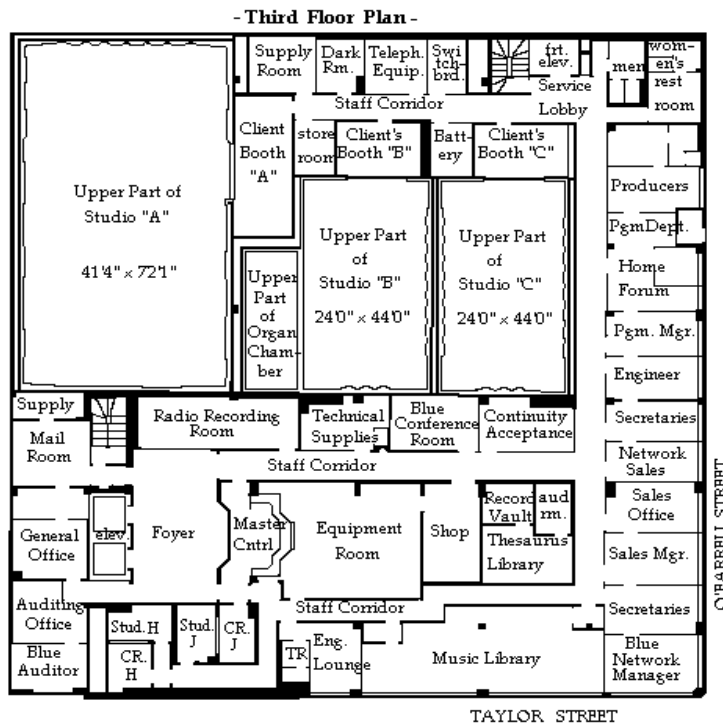 - Third Floor Plan -
Supply
Room
Dark
Rm.
Teleph.
Equip.
Swi
tch-
brd.
frt.
elev.
men
wom-
en's
rest
room
Service
Lobby
Staff Corridor
Client
Booth
"A"
store
room
Client's
Booth "B"
Batt-
ery
Client's
Booth "C"
Upper Part of
Studio "A"
41'4" x 72'1"
Upper Part
of
Studio "B"
24'0" x 44'0"
Upper Part
of
Studio "C"
24'0" x 44'0"
Upper
Part
of
Organ
Cham-
ber
Producers
Pgm Dept.
Home
Forum
Pgm. Mgr.
Engineer
Secretaries
Network
Sales
Sales
Office
Sales Mgr.
Secretaries
Blue
Network
Manager
Supply
Mail
Room
Radio Recording
Room
Technical
Supplies
Blue
Conference
Room
Continuity
Acceptance
Staff Corridor
General
Office
elev.
Foyer
Master
Cntrl
Equipment
Room
Shop
Record
Vault
aud
rm.
Thesaurus
Library
Auditing
Office
Blue
Auditor
Stud. H
CR.
H
Stud.
J
CR.
J
Staff Corridor
TR
Eng.
Lounge
Music Library
O'FARRELL STREET
TAYLOR STREET